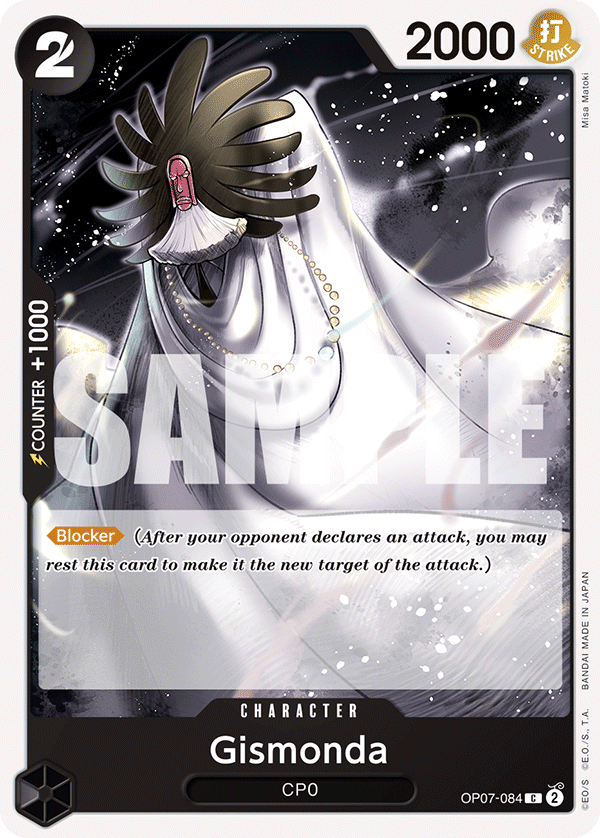 2
2000
打
STRIKE
Misa Matoki
COUNTER +1000
SAMPLE
Blocker (After your opponent declares an attack, you may
rest this card to make it the new target of the attack.)
CHARACTER
Gismonda
CP0
OP07-084 C 2
©EO/S ©E.O./S., T.A. BANDAI MADE IN JAPAN